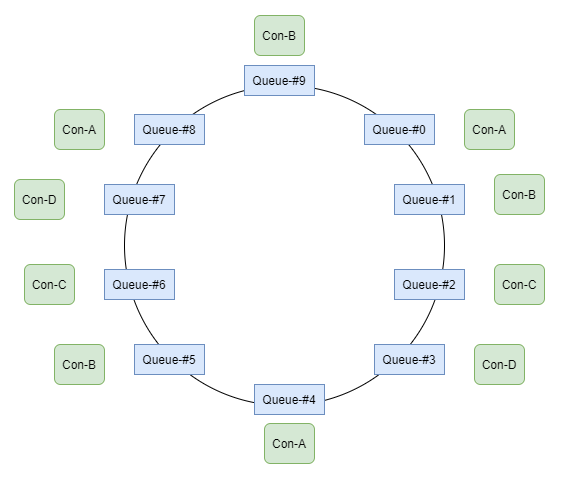 Con-B
Queue-#9
Con-A
Queue-#8
Queue-#0
Con-A
Con-D
Queue-#7
Queue-#1
Con-B
Con-C
Queue-#6
Queue-#2
Con-C
Con-B
Queue-#5
Queue-#3
Con-D
Queue-#4
Con-A